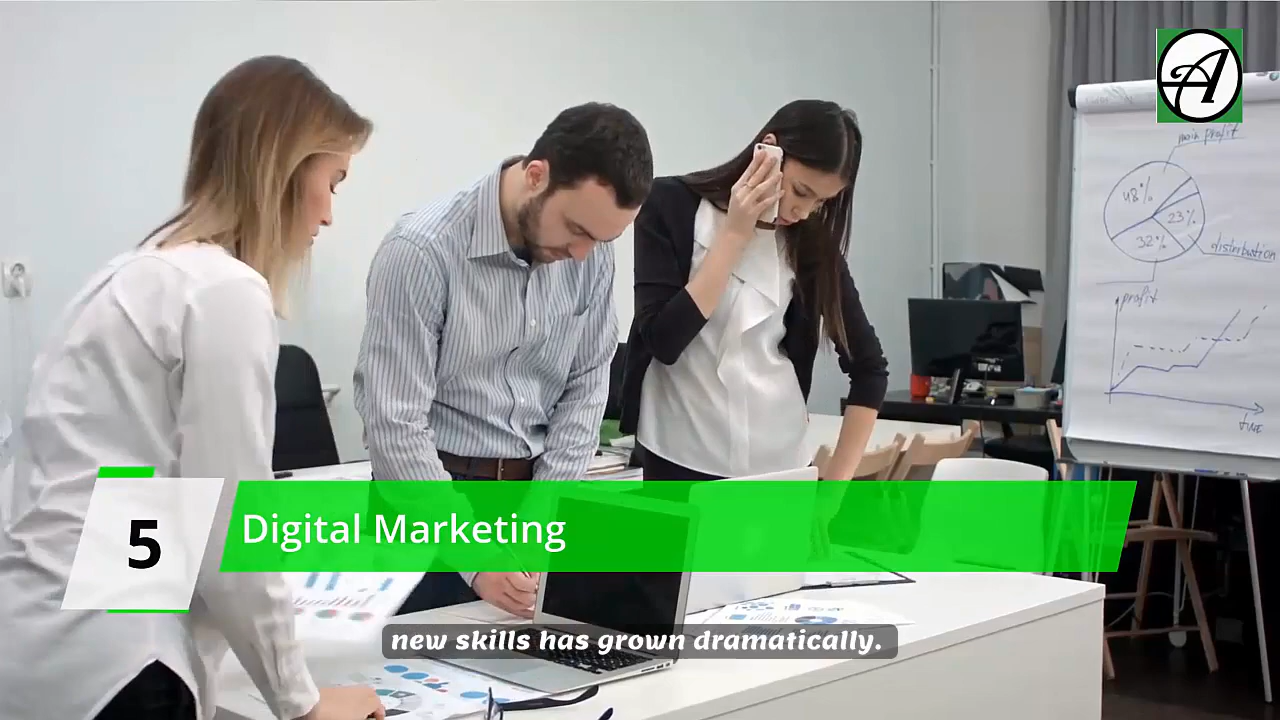 A
main profit
48%
23%
32%
distribution
profit
time
5
Digital Marketing
new skills has grown dramatically.